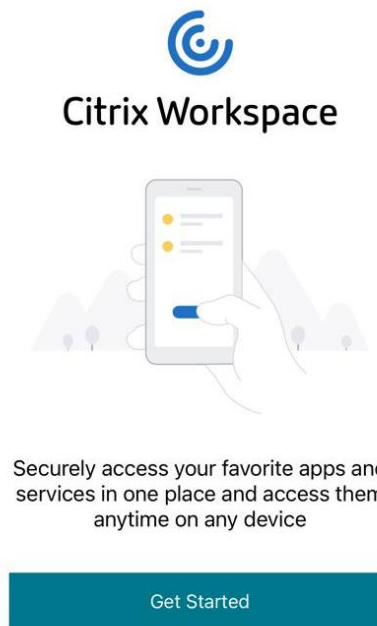 Citrix Workspace
Securely access your favorite apps and
services in one place and access them
anytime on any device
Get Started